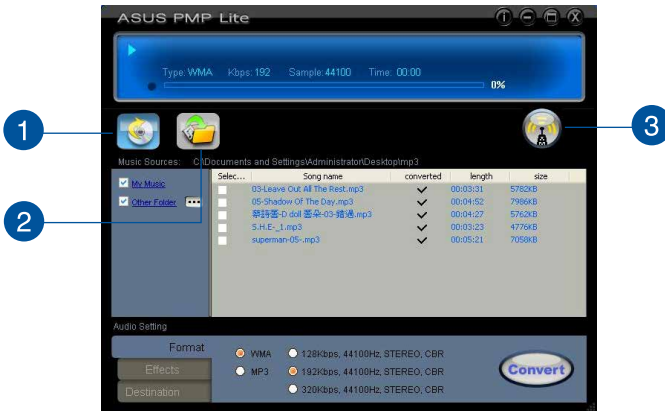 ASUS PMP Lite
Type: WMA Kbps: 192 Sample: 44100 Time: 00:00
0%
1
3
Music Sources: C:\Documents and Settings\Administrator\Desktop\mp3
My Music
Other Folder
2
Selec... Song name converted length size
03-Leave Out All The Rest.mp3 00:03:31 5782KB
05-Shadow Of The Day.mp3 00:04:52 7986KB
蔡詩芸-D doll 蕓朵-03-錯過.mp3 00:04:27 5762KB
S.H.E-_1.mp3 00:03:23 4776KB
superman-05-.mp3 00:05:21 7058KB
Audio Setting
Format
Effects
Destination
WMA 128Kbps, 44100Hz, STEREO, CBR
MP3 192Kbps, 44100Hz, STEREO, CBR
320Kbps, 44100Hz, STEREO, CBR
Convert